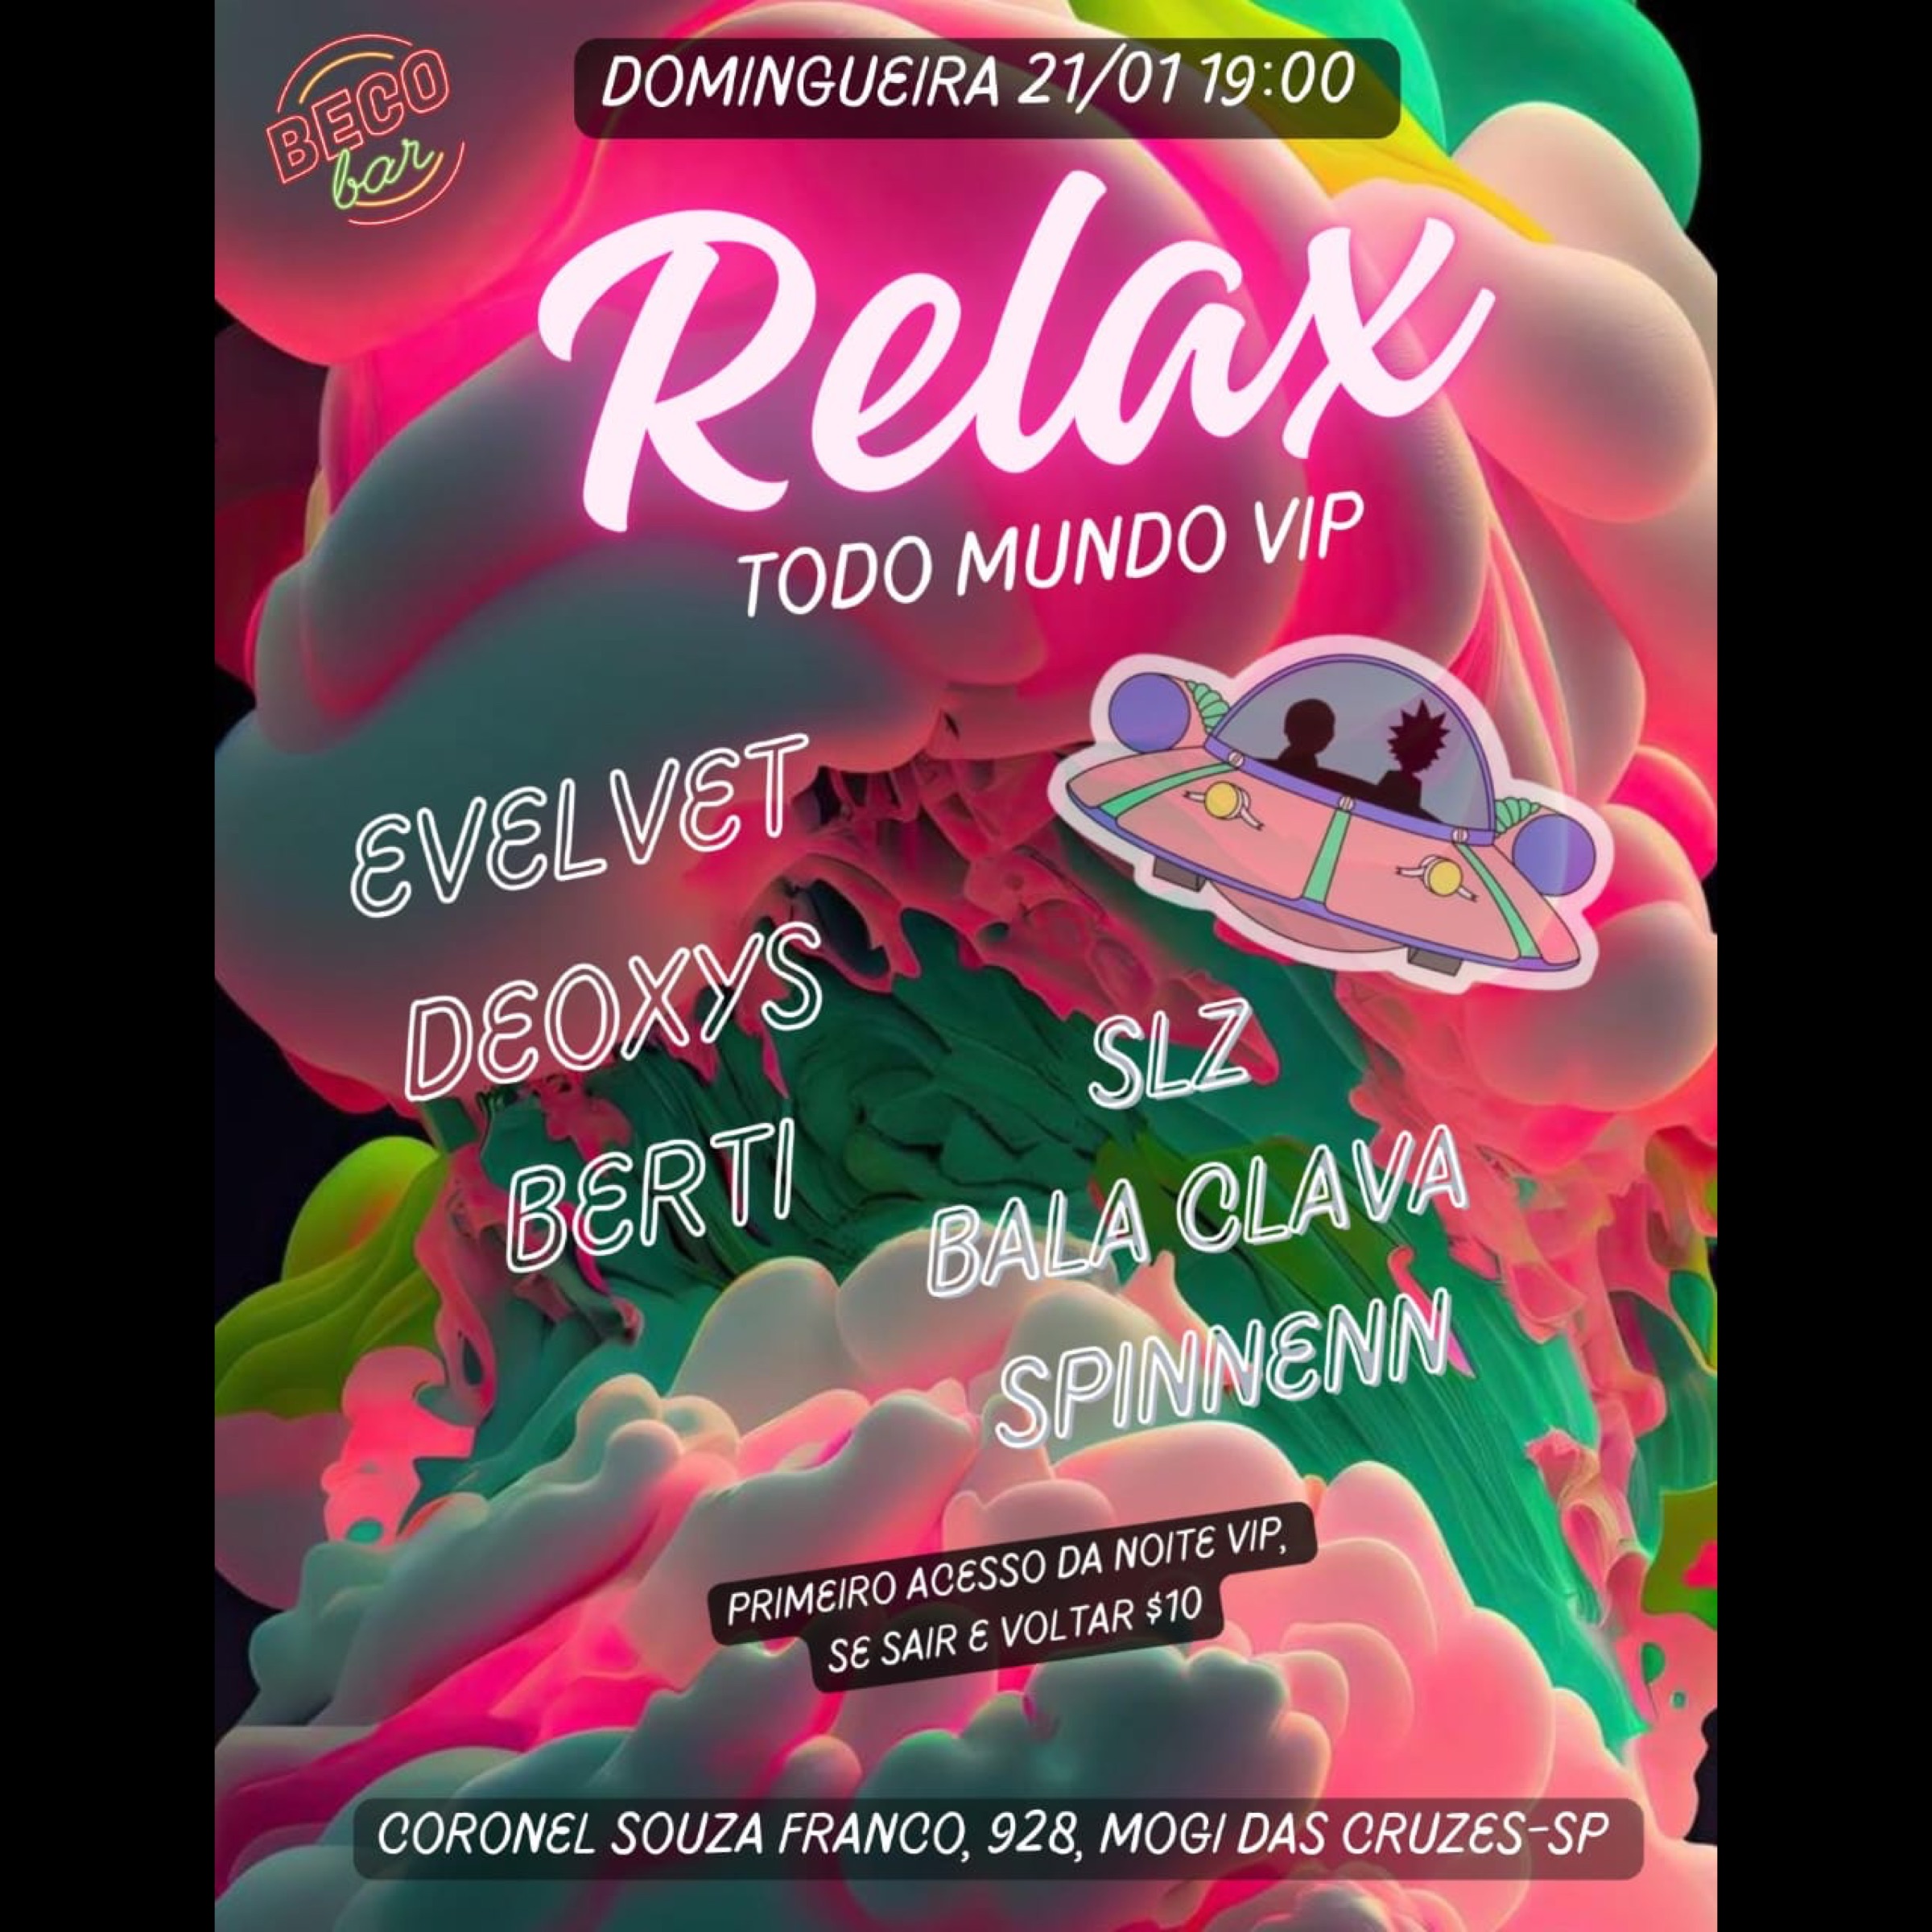 BECO
bar
DOMINGUEIRA 21/01 19:00
Relax
TODO MUNDO VIP
EVELVET
DEOXYS
BERTI
SLZ
BALA CLAVA
SPINNENN
PRIMEIRO ACESSO DA NOITE VIP,
SE SAIR E VOLTAR $10
CORONEL SOUZA FRANCO, 928, MOGI DAS CRUZES-SP